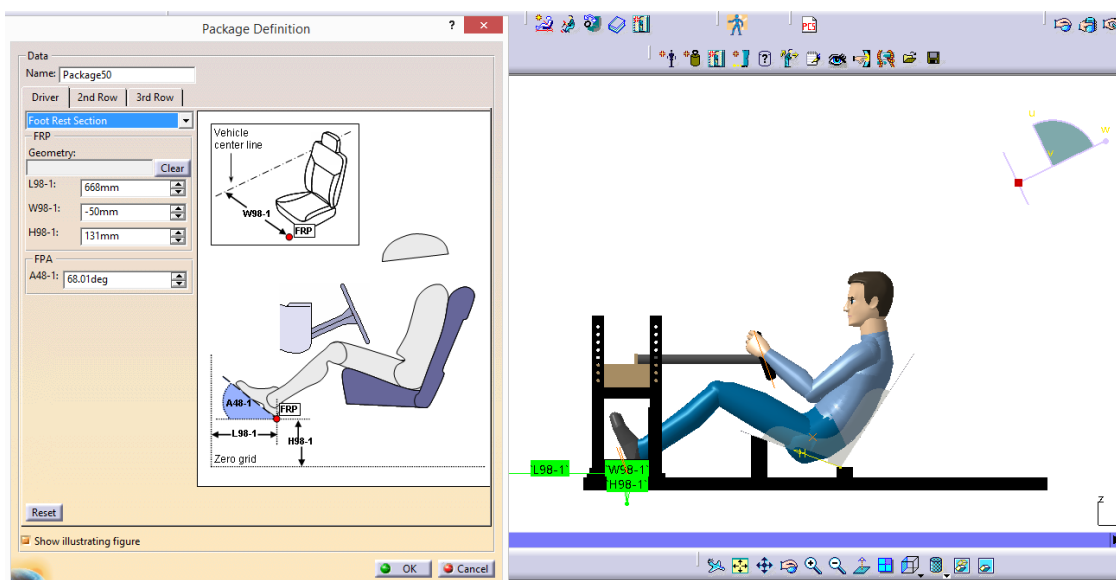 Package Definition
?
×
Data
Name: Package50
Driver
2nd Row
3rd Row
Foot Rest Section
FRP
Geometry:
Clear
L98-1: 668mm
W98-1: -50mm
H98-1: 131mm
FPA
A48-1: 68.01deg
Vehicle
center line
W98-1
FRP
A48-1
FRP
L98-1
H98-1
Zero grid
Reset
Show illustrating figure
OK
Cancel
PCS
u
v
w
H
`L98-1`
`W98-1`
`H98-1`
z